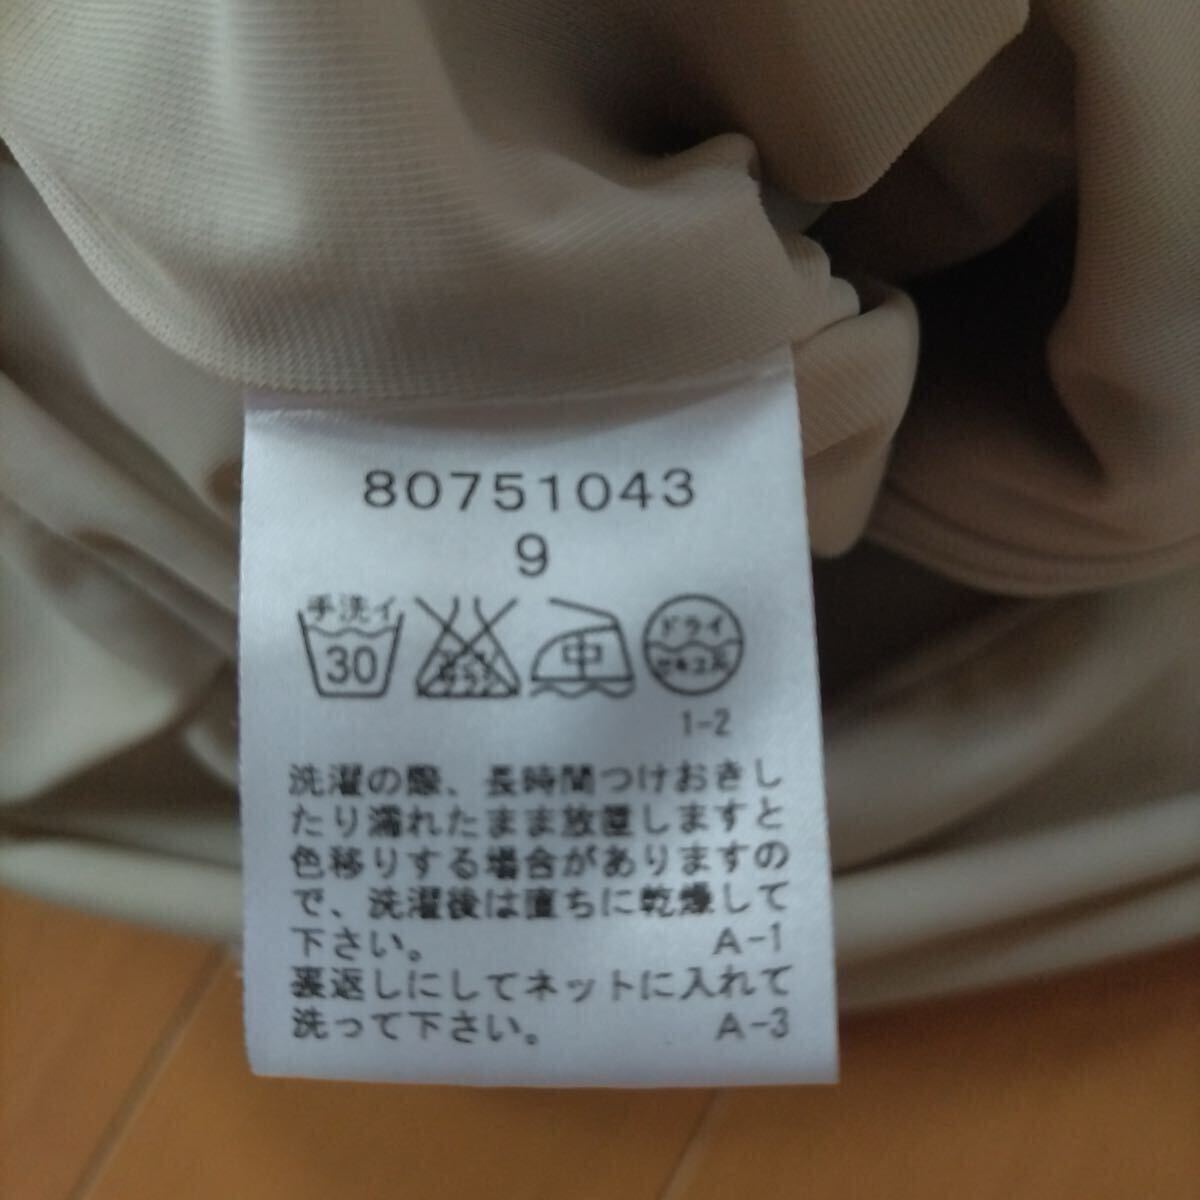 80751043
9
手洗イ
30
中
ドライ
セキユ系
1-2
洗濯の際、長時間つけおきし
たり濡れたまま放置しますと
色移りする場合がありますの
で、洗濯後は直ちに乾燥して
下さい。 A-1
裏返しにしてネットに入れて
洗って下さい。 A-3